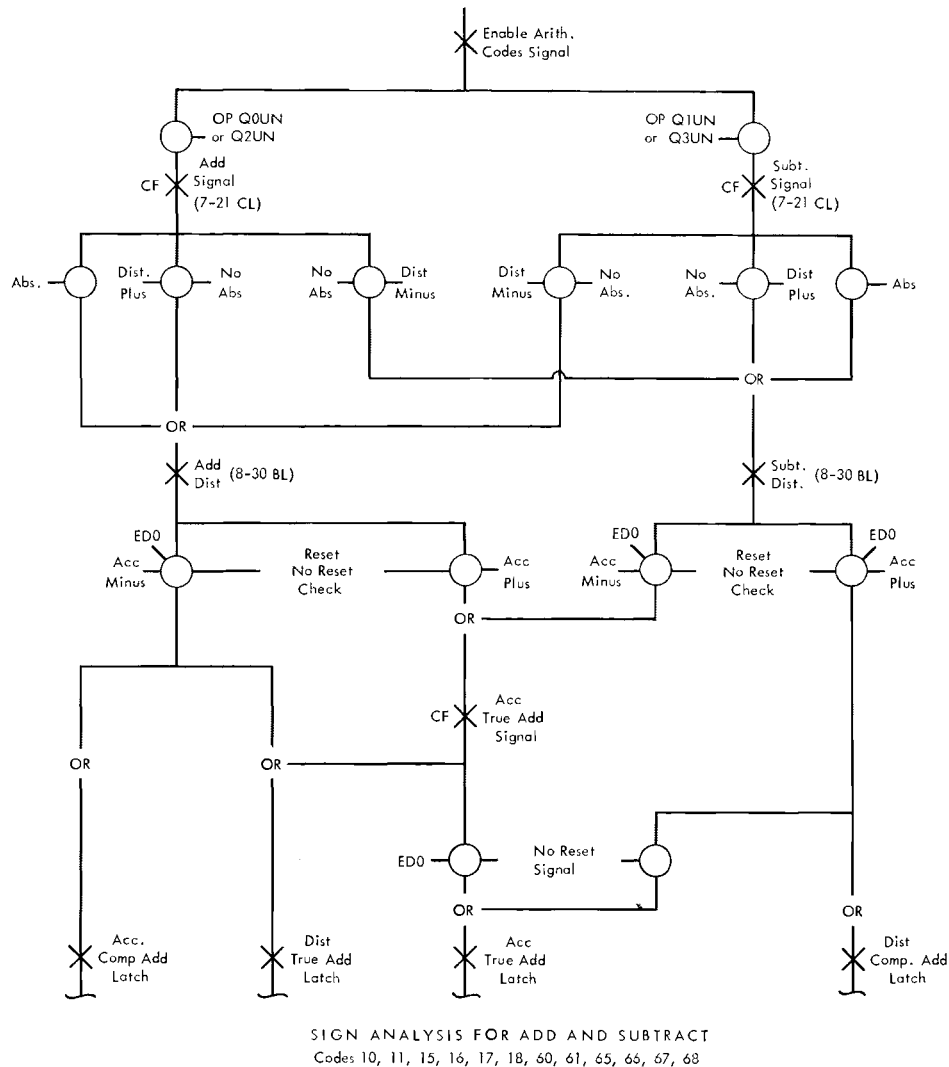 Enable Arith.
Codes Signal
OP Q0UN
or Q2UN
OP Q1UN
or Q3UN
CF
Add
Signal
(7-21 CL)
CF
Subt.
Signal
(7-21 CL)
Abs.
Dist.
Plus
No
Abs
No
Abs
Dist
Minus
Dist
Minus
No
Abs.
No
Abs.
Dist
Plus
Abs
OR
OR
Add
Dist
(8-30 BL)
Subt.
Dist.
(8-30 BL)
ED0
Acc
Minus
Reset
No Reset
Check
Acc
Plus
ED0
Acc
Minus
Reset
No Reset
Check
ED0
Acc
Plus
OR
CF
Acc
True Add
Signal
OR
OR
ED0
No Reset
Signal
OR
OR
Acc.
Comp Add
Latch
Dist
True Add
Latch
Acc
True Add
Latch
Dist
Comp. Add
Latch
SIGN ANALYSIS FOR ADD AND SUBTRACT
Codes 10, 11, 15, 16, 17, 18, 60, 61, 65, 66, 67, 68